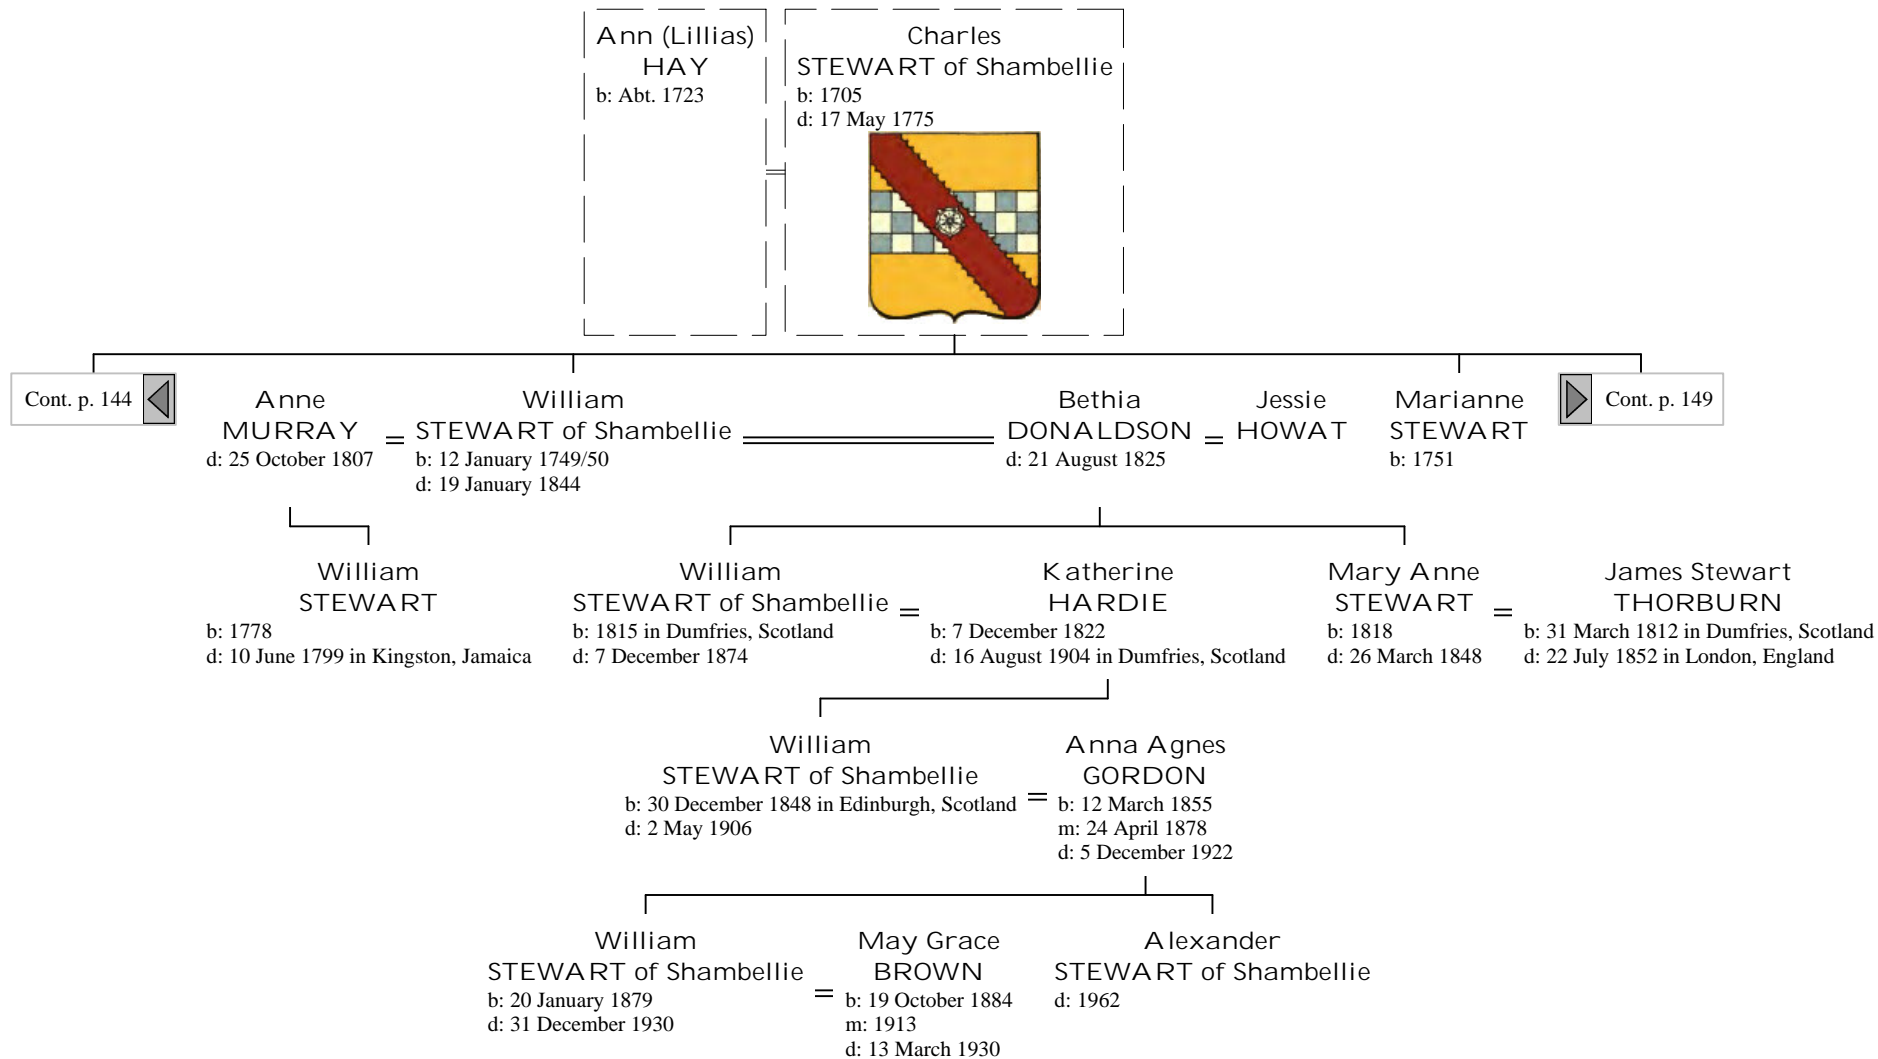 Ann (Lillias)
HAY
b: Abt. 1723
Charles
STEWART of Shambellie
b: 1705
d: 17 May 1775
Cont. p. 144
Anne
MURRAY
d: 25 October 1807
=
William
STEWART of Shambellie
b: 12 January 1749/50
d: 19 January 1844
Bethia
DONALDSON
d: 21 August 1825
=
Jessie
HOWAT
Marianne
STEWART
b: 1751
Cont. p. 149
William
STEWART
b: 1778
d: 10 June 1799 in Kingston, Jamaica
William
STEWART of Shambellie
b: 1815 in Dumfries, Scotland
d: 7 December 1874
=
Katherine
HARDIE
b: 7 December 1822
d: 16 August 1904 in Dumfries, Scotland
Mary Anne
STEWART
b: 1818
d: 26 March 1848
=
James Stewart
THORBURN
b: 31 March 1812 in Dumfries, Scotland
d: 22 July 1852 in London, England
William
STEWART of Shambellie
b: 30 December 1848 in Edinburgh, Scotland
d: 2 May 1906
=
Anna Agnes
GORDON
b: 12 March 1855
m: 24 April 1878
d: 5 December 1922
William
STEWART of Shambellie
b: 20 January 1879
d: 31 December 1930
=
May Grace
BROWN
b: 19 October 1884
m: 1913
d: 13 March 1930
Alexander
STEWART of Shambellie
d: 1962